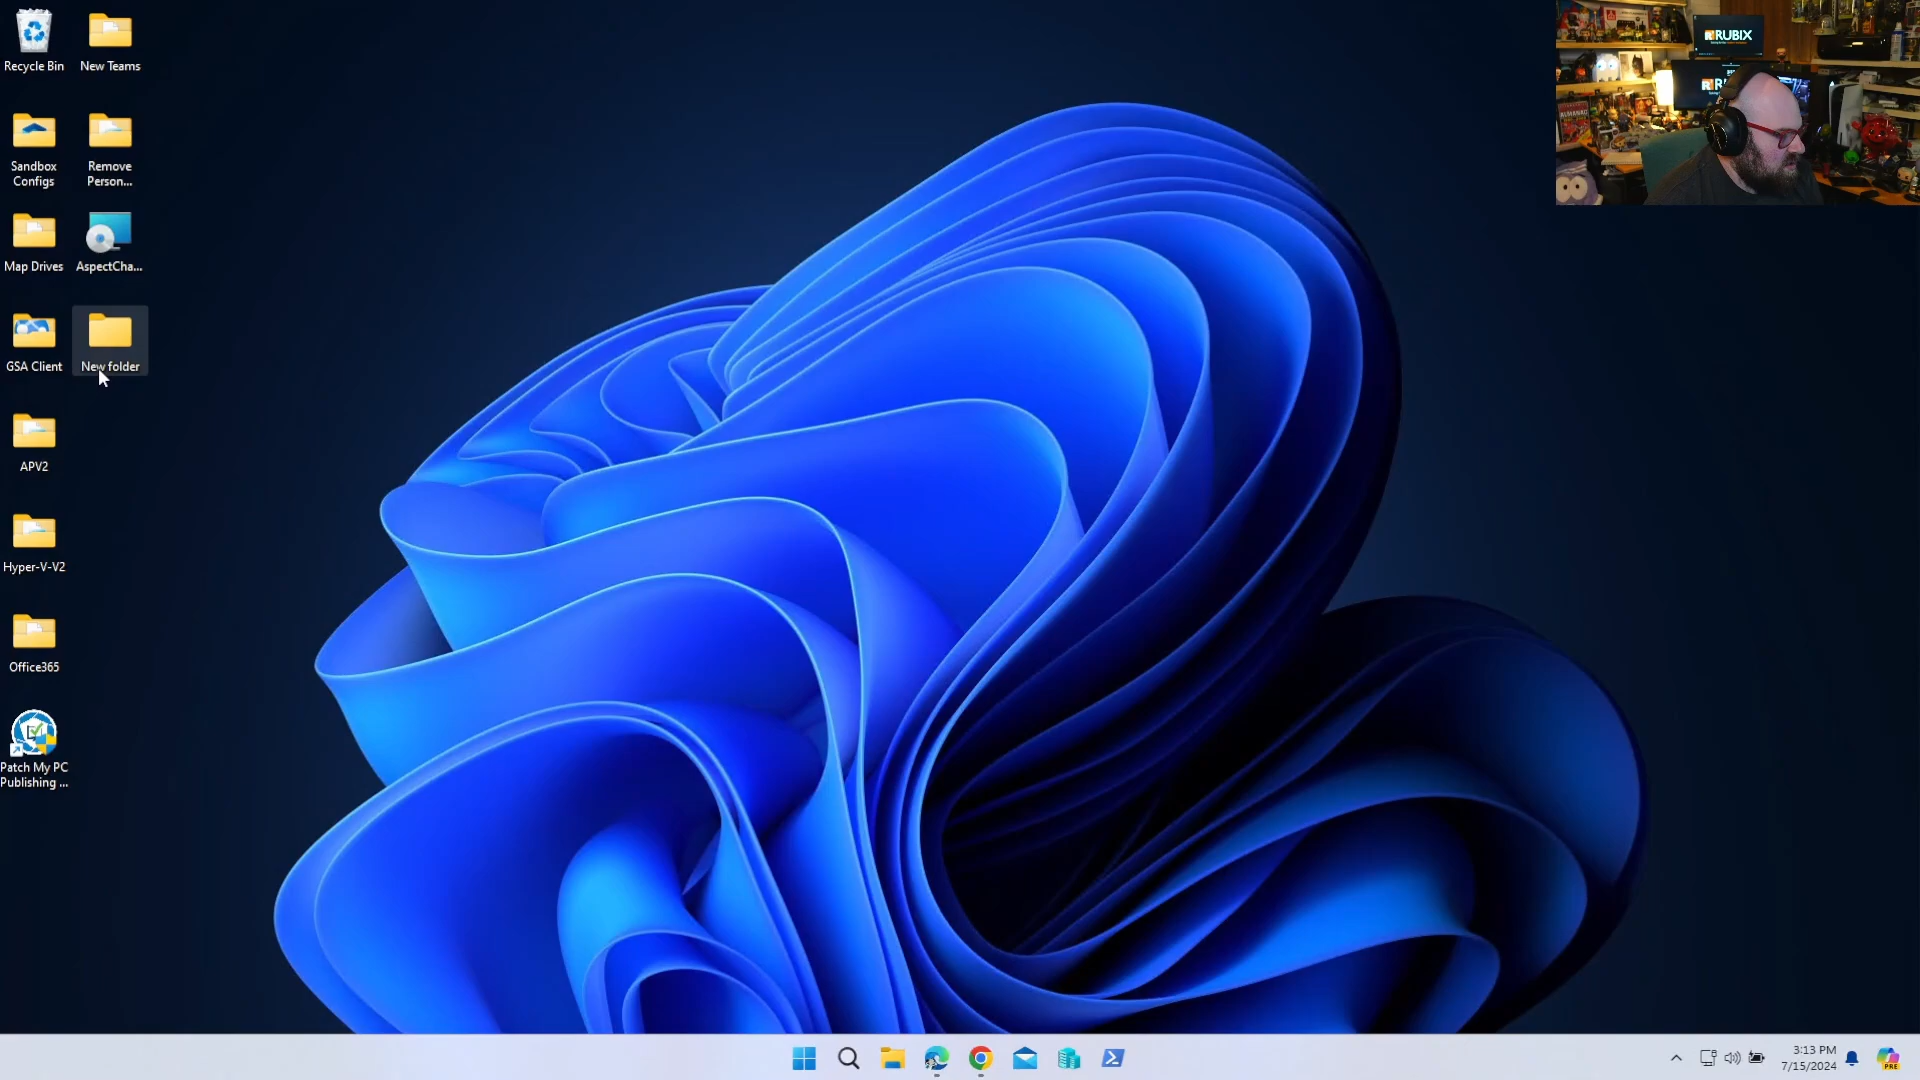 Recycle Bin
New Teams
Sandbox
Configs
Remove
Person...
Map Drives
AspectCha...
GSA Client
New folder
APV2
Hyper-V-V2
Office365
Patch My PC
Publishing ...
RUBIX
3:13 PM
7/15/2024
PRE